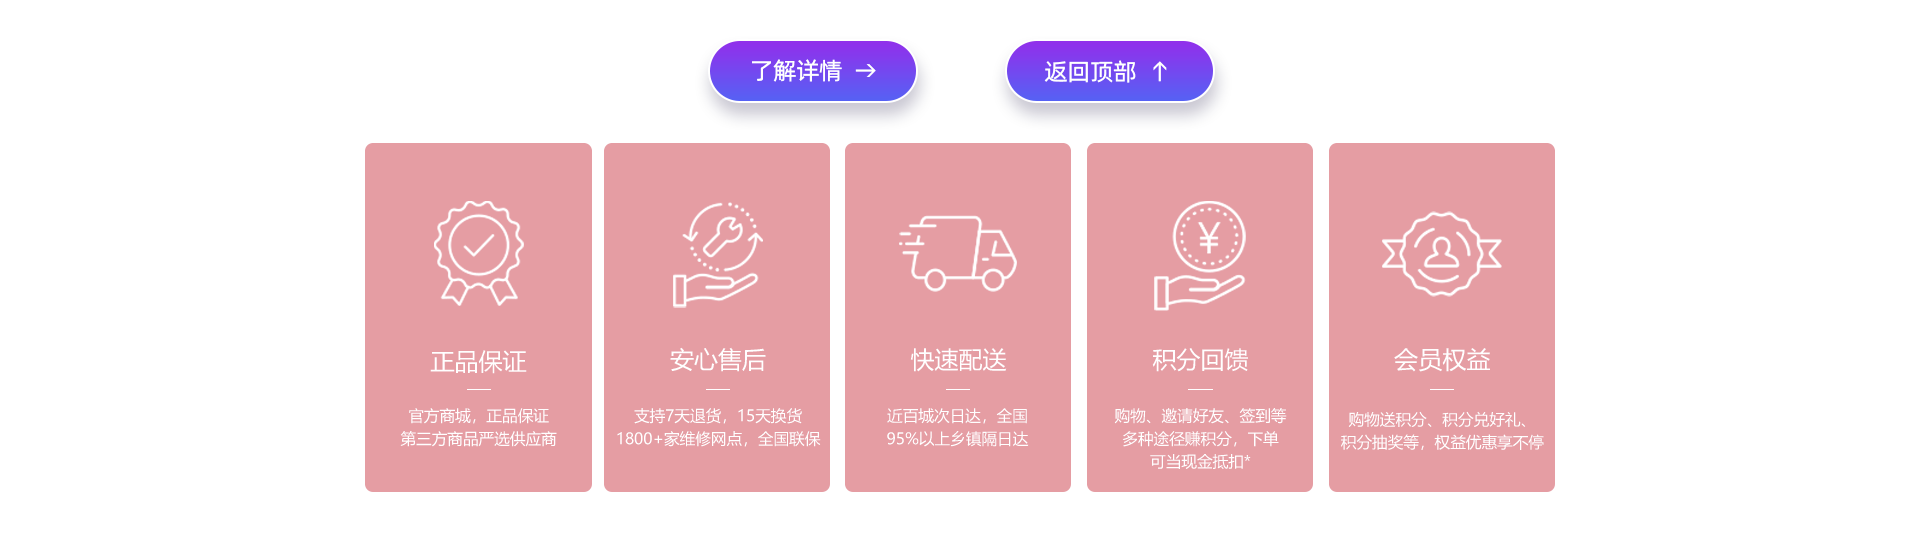 了解详情 →
返回顶部 ↑
正品保证
官方商城，正品保证
第三方商品严选供应商
安心售后
支持7天退货，15天换货
1800+家维修网点，全国联保
快速配送
近百城次日达，全国
95%以上乡镇隔日达
¥
积分回馈
购物、邀请好友、签到等
多种途径赚积分，下单
可当现金抵扣*
会员权益
购物送积分、积分兑好礼、
积分抽奖等，权益优惠享不停